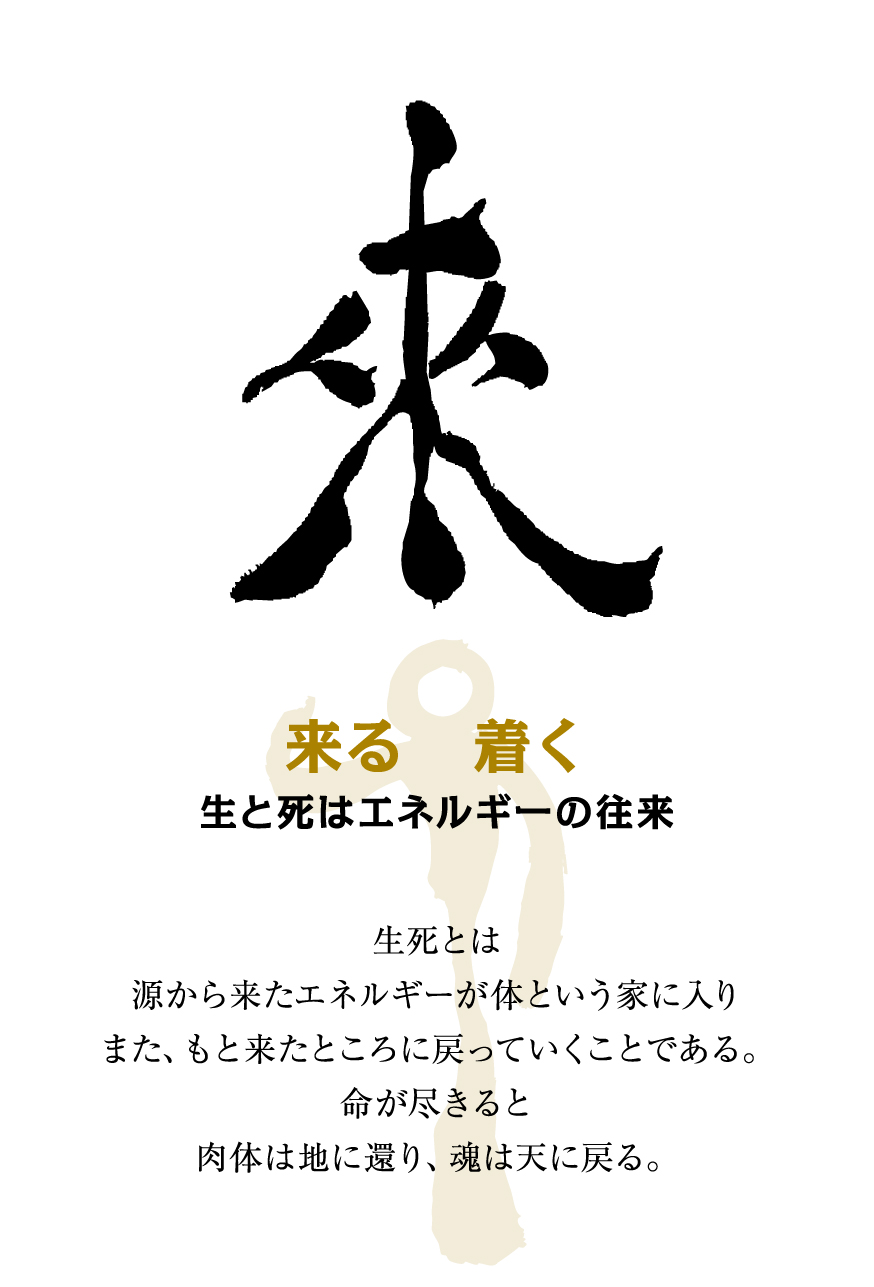 來
来る　着く
生と死はエネルギーの往来
生死とは
源から来たエネルギーが体という家に入り
また、もと来たところに戻っていくことである。
命が尽きると
肉体は地に還り、魂は天に戻る。